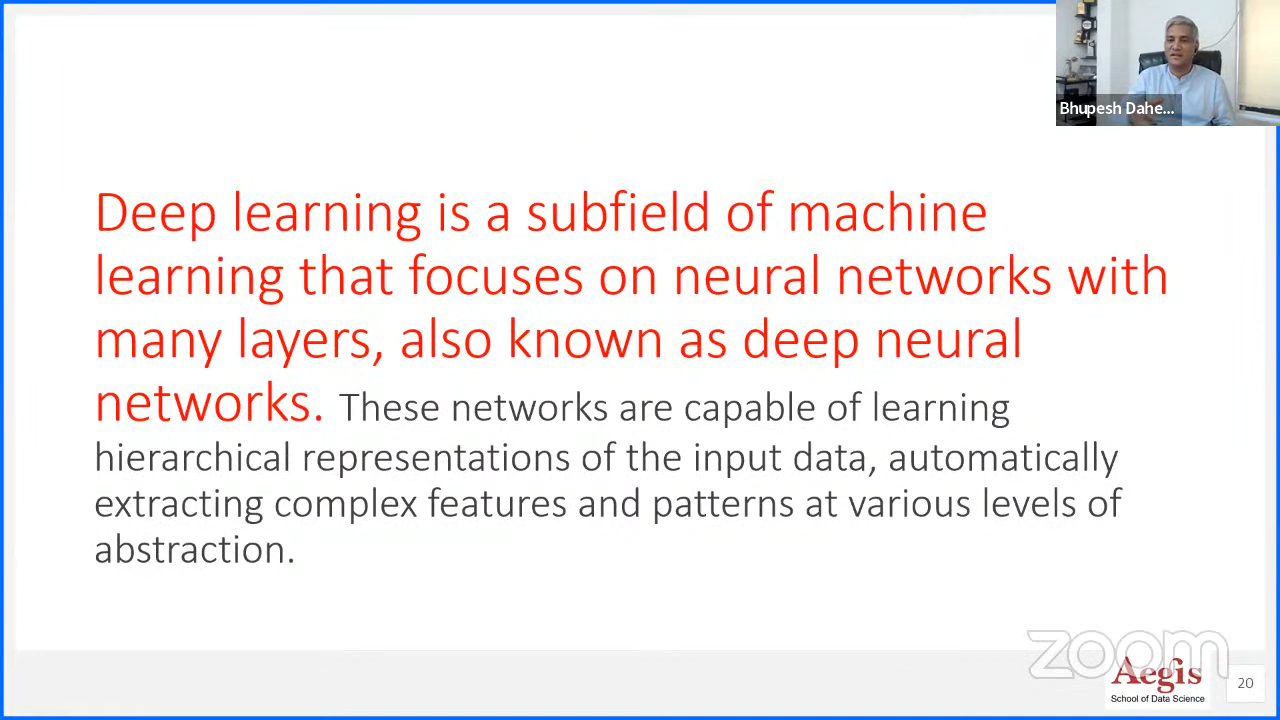 Bhupesh Dahe...
Deep learning is a subfield of machine
learning that focuses on neural networks with
many layers, also known as deep neural
networks. These networks are capable of learning
hierarchical representations of the input data, automatically
extracting complex features and patterns at various levels of
abstraction.
zoom
Aegis
School of Data Science
20